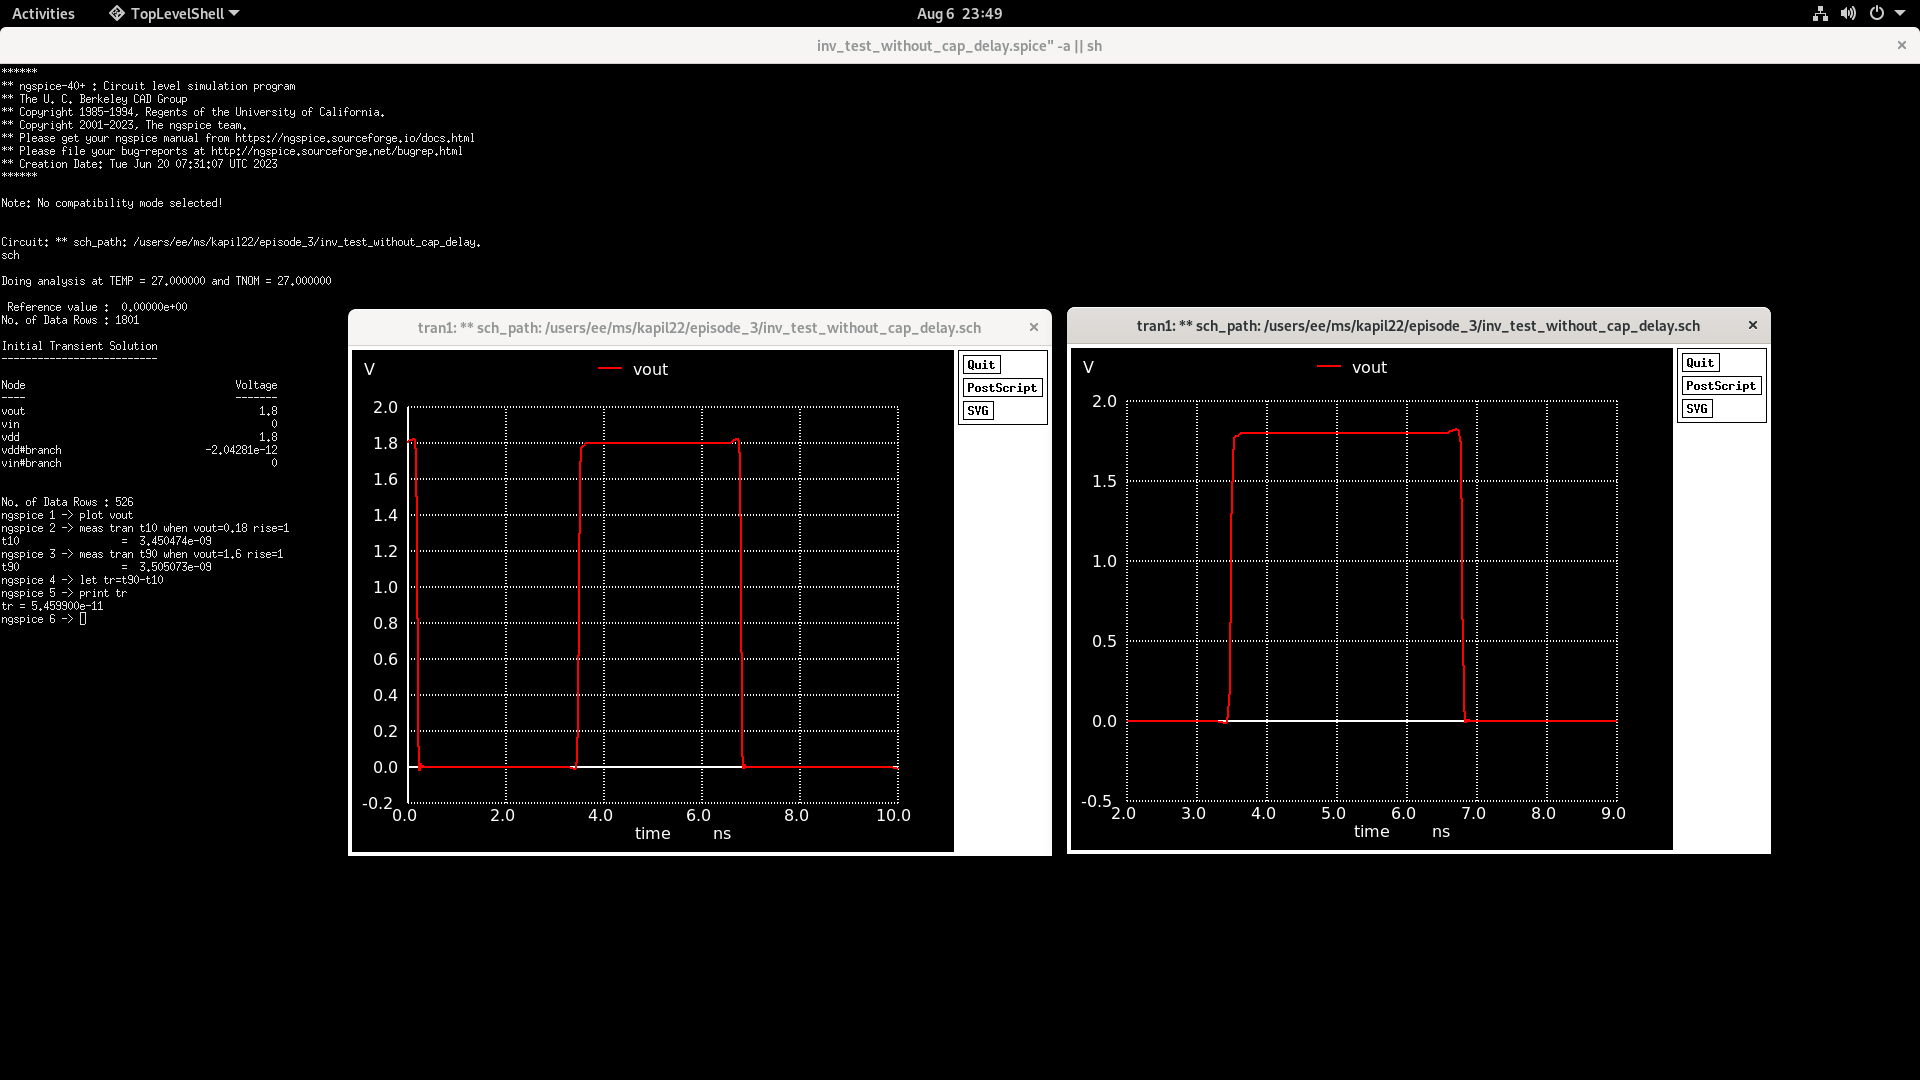 Activities TopLevelShell Aug 6 23:49
inv_test_without_cap_delay.spice" -a || sh
******
** ngspice-40+ : Circuit level simulation program
** The U. C. Berkeley CAD Group
** Copyright 1985-1994, Regents of the University of California.
** Copyright 2001-2023, The ngspice team.
** Please get your ngspice manual from https://ngspice.sourceforge.io/docs.html
** Please file your bug-reports at http://ngspice.sourceforge.net/bugrep.html
** Creation Date: Tue Jun 20 07:31:07 UTC 2023
******
Note: No compatibility mode selected!
Circuit: ** sch_path: /users/ee/ms/kapil22/episode_3/inv_test_without_cap_delay.
sch
Doing analysis at TEMP = 27.000000 and TNOM = 27.000000
Reference value : 0.00000e+00
No. of Data Rows : 1801
Initial Transient Solution
--------------------------
Node Voltage
---- -------
vout 1.8
vin 0
vdd 1.8
vdd#branch -2.04281e-12
vin#branch 0
No. of Data Rows : 526
ngspice 1 -> plot vout
ngspice 2 -> meas tran t10 when vout=0.18 rise=1
t10 = 3.450474e-09
ngspice 3 -> meas tran t90 when vout=1.6 rise=1
t90 = 3.505073e-09
ngspice 4 -> let tr=t90-t10
ngspice 5 -> print tr
tr = 5.459900e-11
ngspice 6 ->
tran1: ** sch_path: /users/ee/ms/kapil22/episode_3/inv_test_without_cap_delay.sch
V vout
Quit
PostScript
SVG
2.0
1.8
1.6
1.4
1.2
1.0
0.8
0.6
0.4
0.2
0.0
-0.2
0.0 2.0 4.0 6.0 8.0 10.0
time ns
tran1: ** sch_path: /users/ee/ms/kapil22/episode_3/inv_test_without_cap_delay.sch
V vout
Quit
PostScript
SVG
2.0
1.5
1.0
0.5
0.0
-0.5
2.0 3.0 4.0 5.0 6.0 7.0 8.0 9.0
time ns